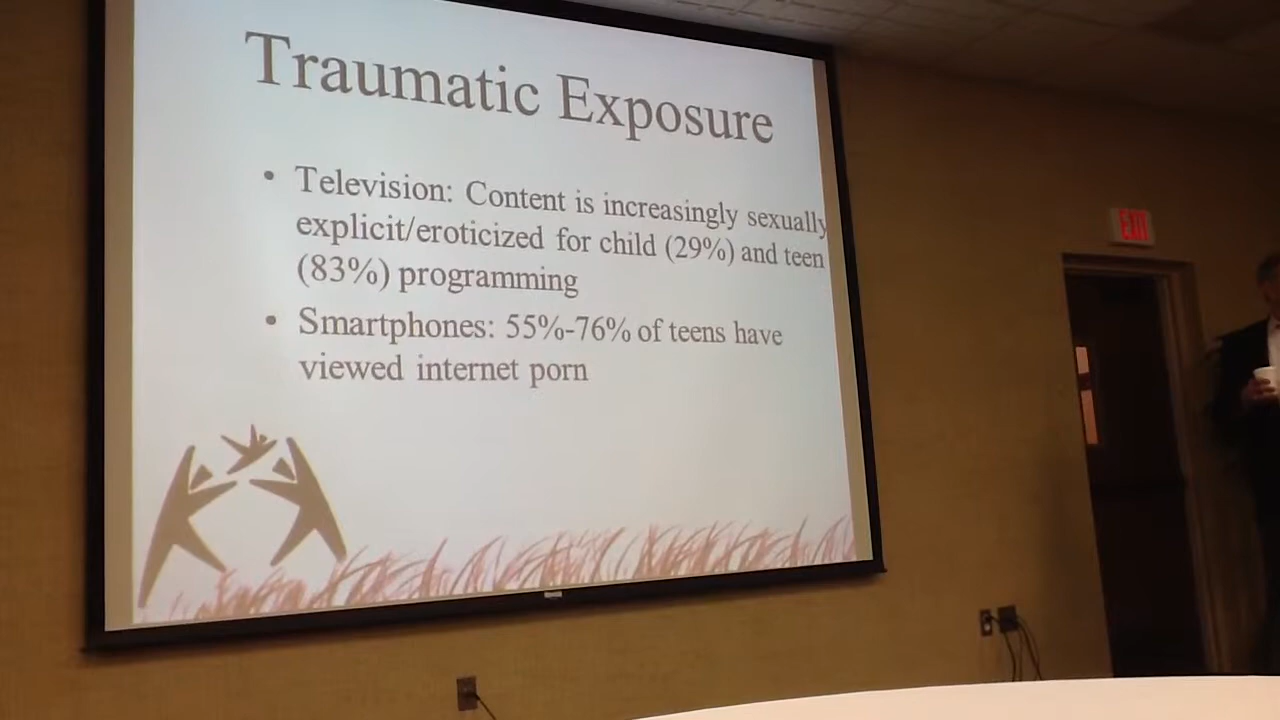 Traumatic Exposure
• Television: Content is increasingly sexually
explicit/eroticized for child (29%) and teen
(83%) programming
• Smartphones: 55%-76% of teens have
viewed internet porn
EXIT